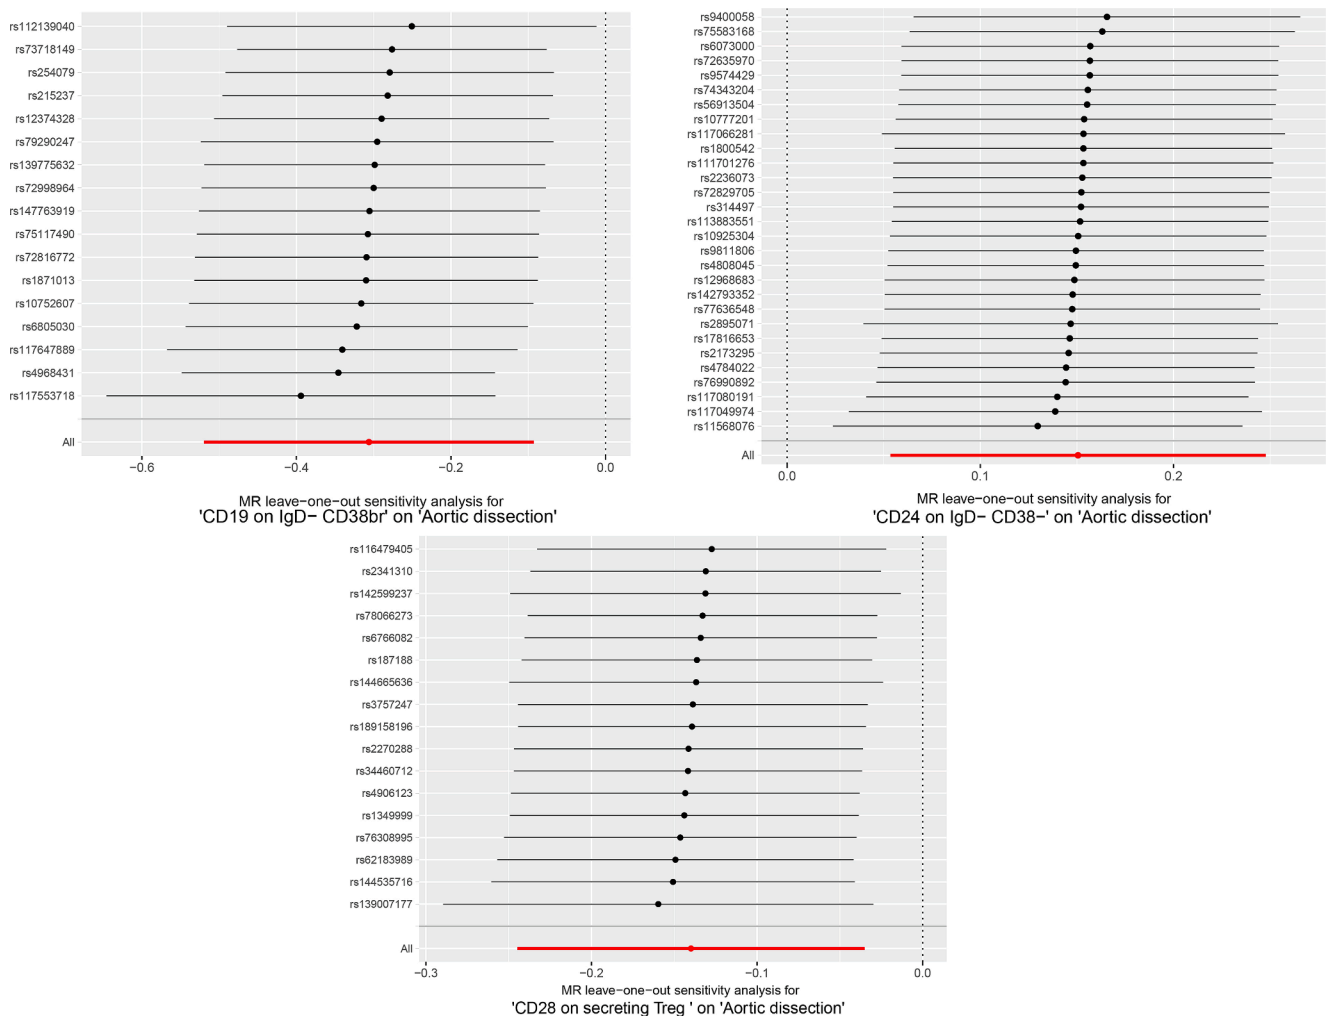 rs112139040
rs73718149
rs254079
rs215237
rs12374328
rs79290247
rs139775632
rs72998964
rs147763919
rs75117490
rs72816772
rs1871013
rs10752607
rs6805030
rs117647889
rs4968431
rs117553718
All
−0.6 −0.4 −0.2 0.0
MR leave−one−out sensitivity analysis for
'CD19 on IgD− CD38br' on 'Aortic dissection'
rs9400058
rs75583168
rs6073000
rs72635970
rs9574429
rs74343204
rs56913504
rs10777201
rs117066281
rs1800542
rs111701276
rs2236073
rs72829705
rs314497
rs113883551
rs10925304
rs9811806
rs4808045
rs12968683
rs142793352
rs77636548
rs2895071
rs17816653
rs2173295
rs4784022
rs76990892
rs117080191
rs117049974
rs11568076
All
0.0 0.1 0.2
MR leave−one−out sensitivity analysis for
'CD24 on IgD− CD38−' on 'Aortic dissection'
rs116479405
rs2341310
rs142599237
rs78066273
rs6766082
rs187188
rs144665636
rs3757247
rs189158196
rs2270288
rs34460712
rs4906123
rs1349999
rs76308995
rs62183989
rs144535716
rs139007177
All
−0.3 −0.2 −0.1 0.0
MR leave−one−out sensitivity analysis for
'CD28 on secreting Treg ' on 'Aortic dissection'